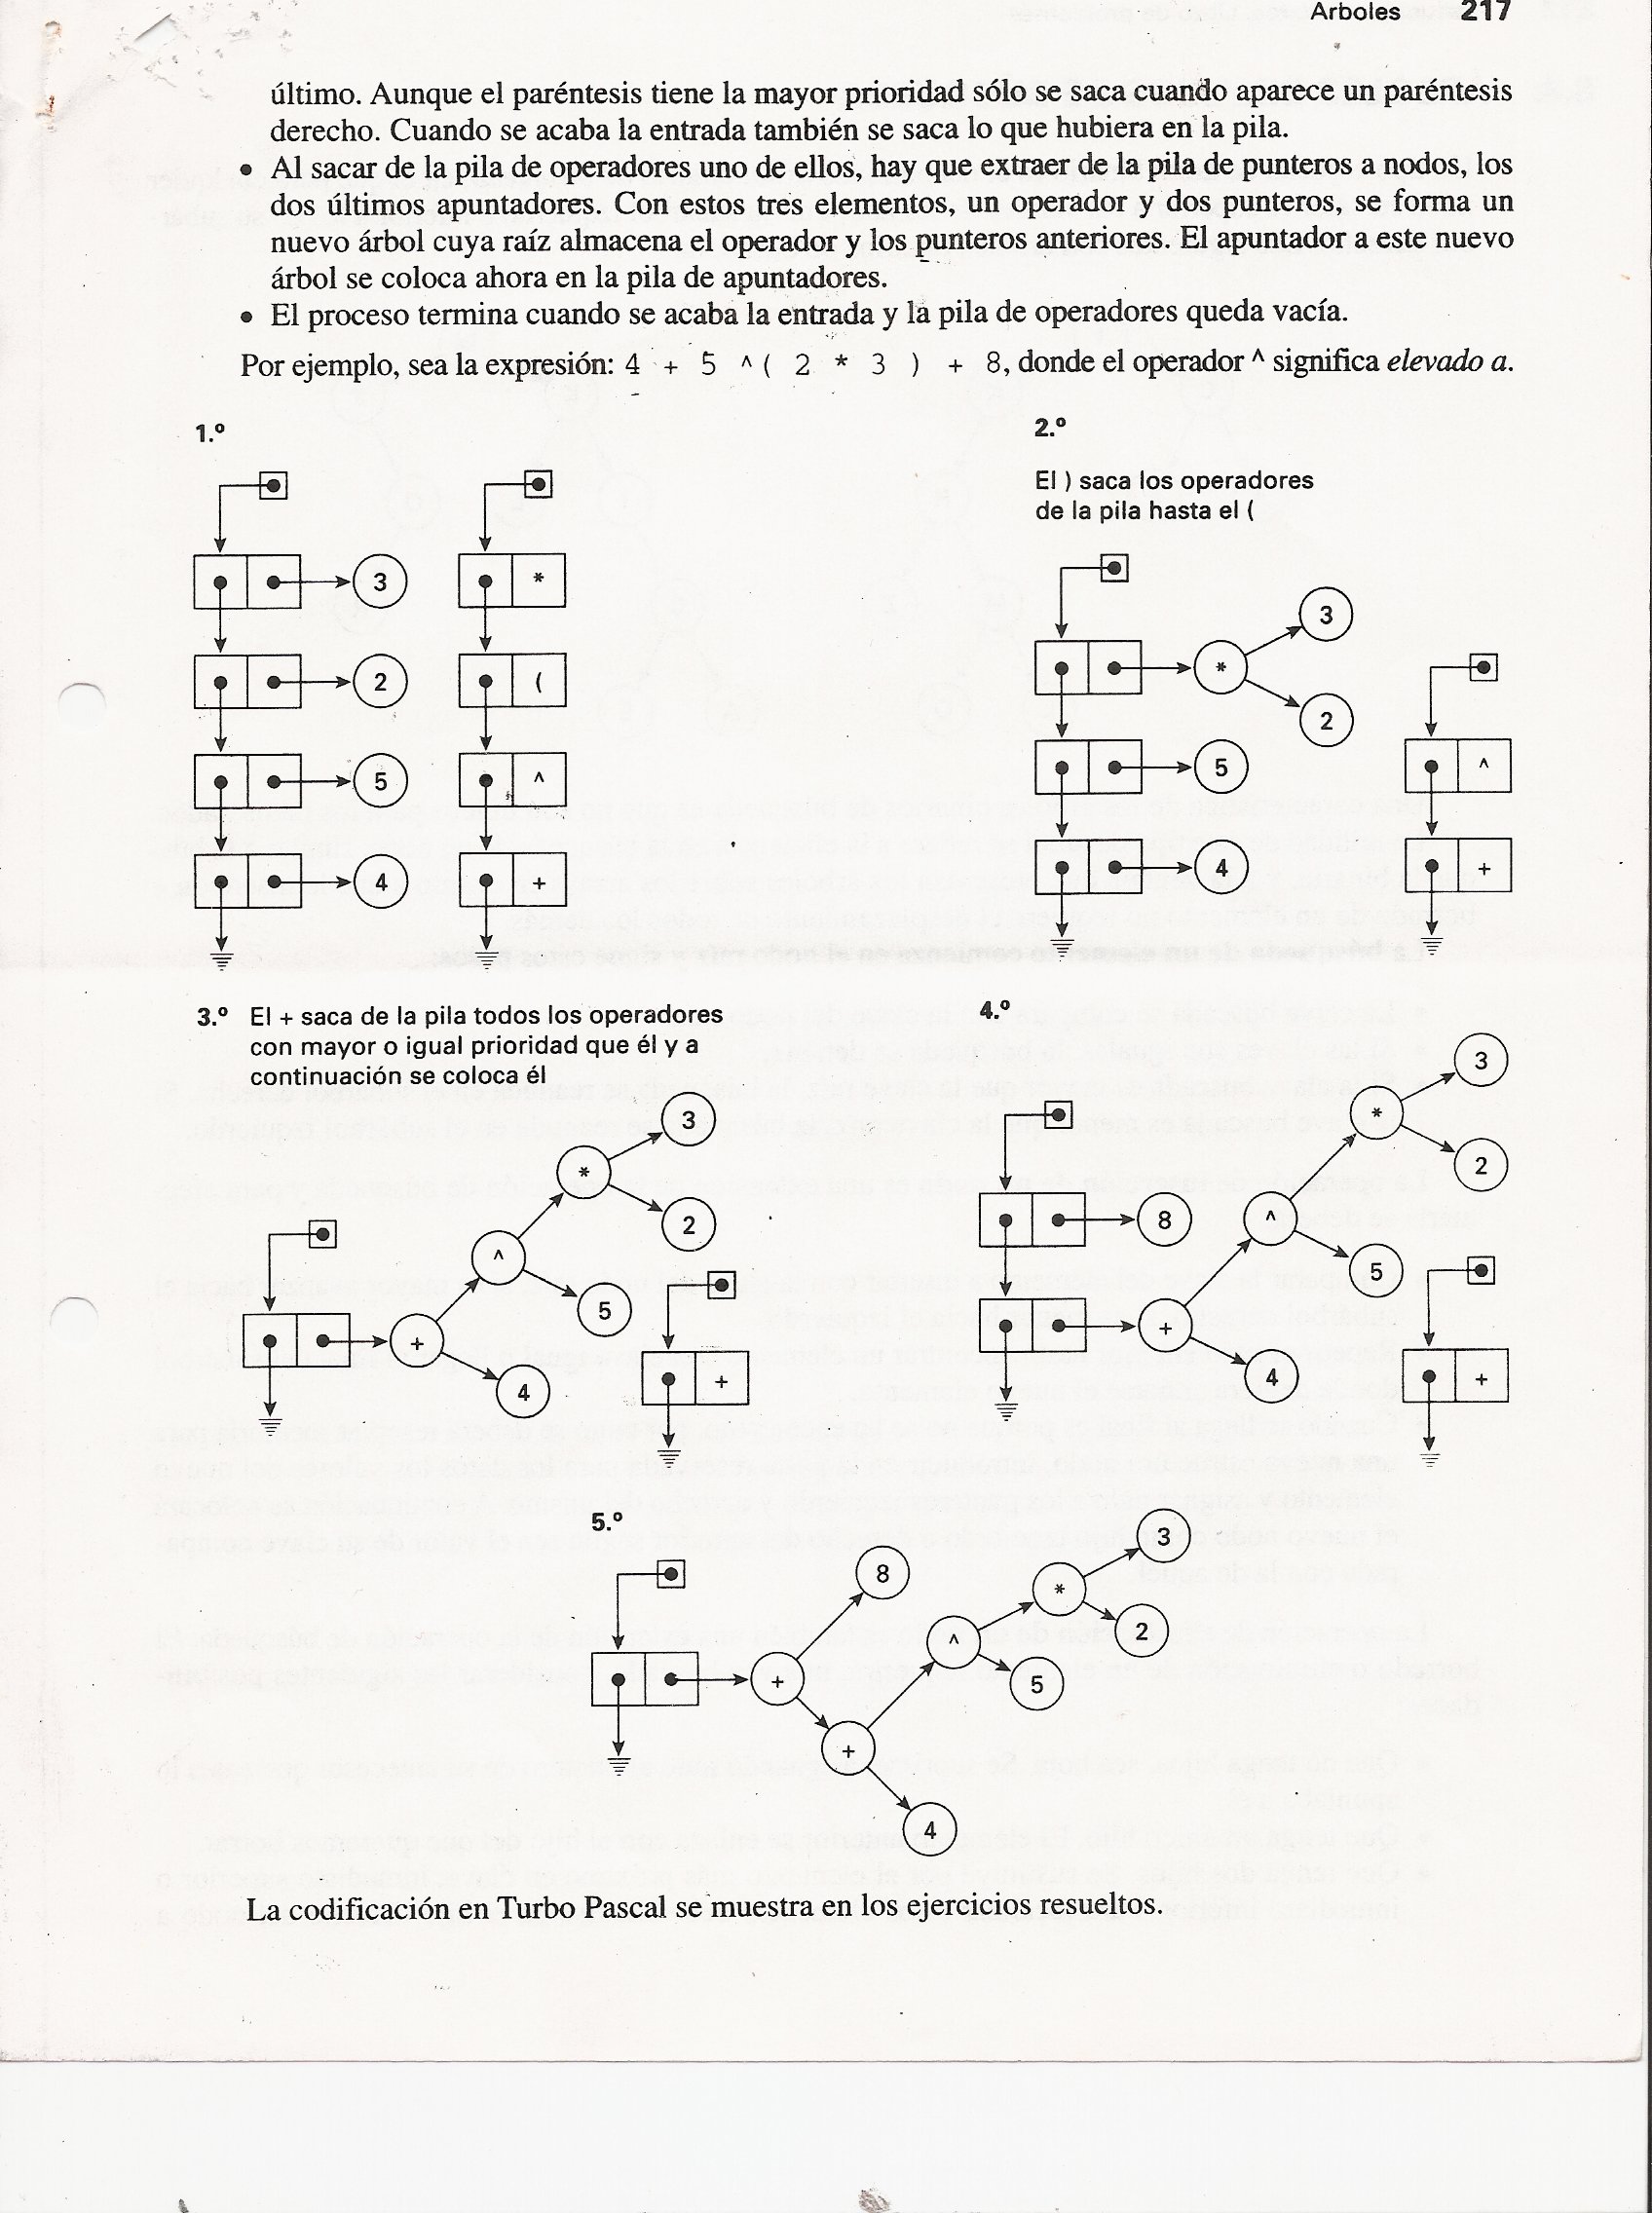 Arboles 217
último. Aunque el paréntesis tiene la mayor prioridad sólo se saca cuando aparece un paréntesis
derecho. Cuando se acaba la entrada también se saca lo que hubiera en la pila.
• Al sacar de la pila de operadores uno de ellos, hay que extraer de la pila de punteros a nodos, los
dos últimos apuntadores. Con estos tres elementos, un operador y dos punteros, se forma un
nuevo árbol cuya raíz almacena el operador y los punteros anteriores. El apuntador a este nuevo
árbol se coloca ahora en la pila de apuntadores.
• El proceso termina cuando se acaba la entrada y la pila de operadores queda vacía.
Por ejemplo, sea la expresión: 4 + 5 ^ ( 2 * 3 ) + 8, donde el operador ^ significa elevado a.
1.º
3 *
2 (
5 ^
4 +
2.º
El ) saca los operadores
de la pila hasta el (
3
*
2
5 ^
4 +
3.º El + saca de la pila todos los operadores
con mayor o igual prioridad que él y a
continuación se coloca él
3
*
2
^
5
+
4
+
4.º
3
*
2
8 ^
5
+
4
+
5.º
3
8
*
2
^
5
+
+
4
La codificación en Turbo Pascal se muestra en los ejercicios resueltos.